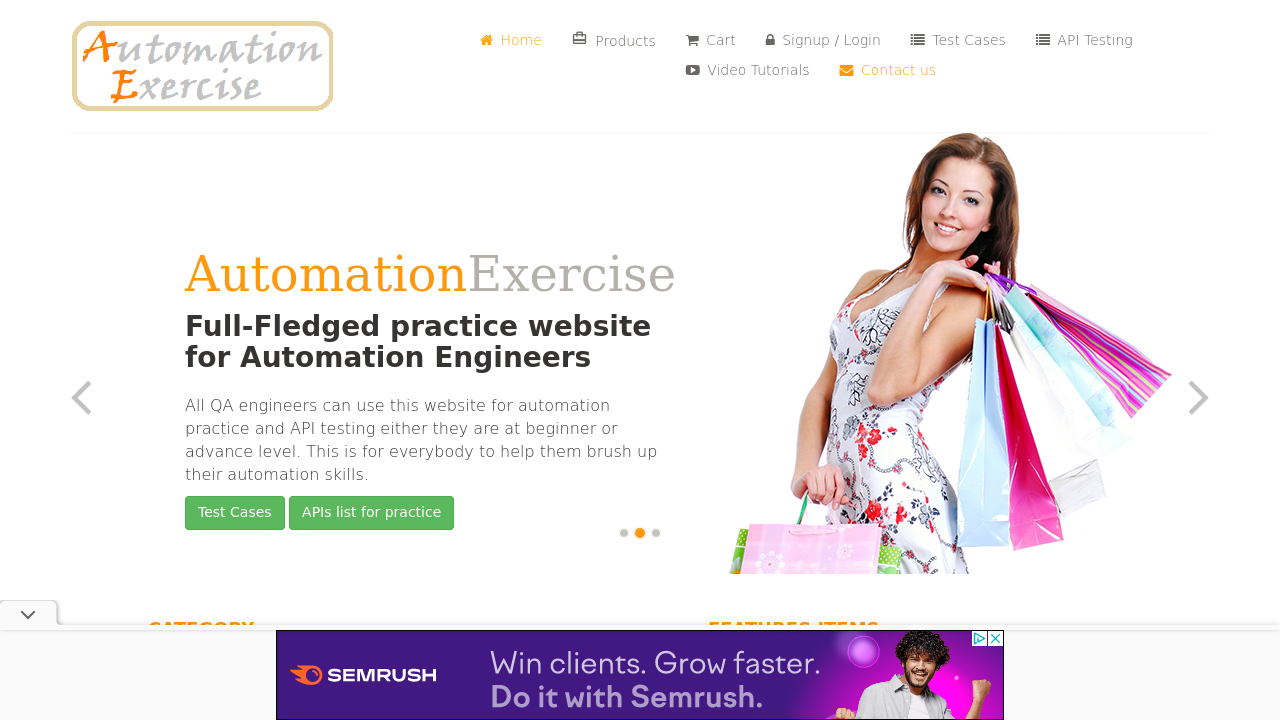 Automation
Exercise
Home
Products
Cart
Signup / Login
Test Cases
API Testing
Video Tutorials
Contact us
AutomationExercise
Full-Fledged practice website
for Automation Engineers
All QA engineers can use this website for automation
practice and API testing either they are at beginner or
advance level. This is for everybody to help them brush up
their automation skills.
Test Cases
APIs list for practice
CATEGORY
FEATURES ITEMS
SEMRUSH
Win clients. Grow faster.
Do it with Semrush.